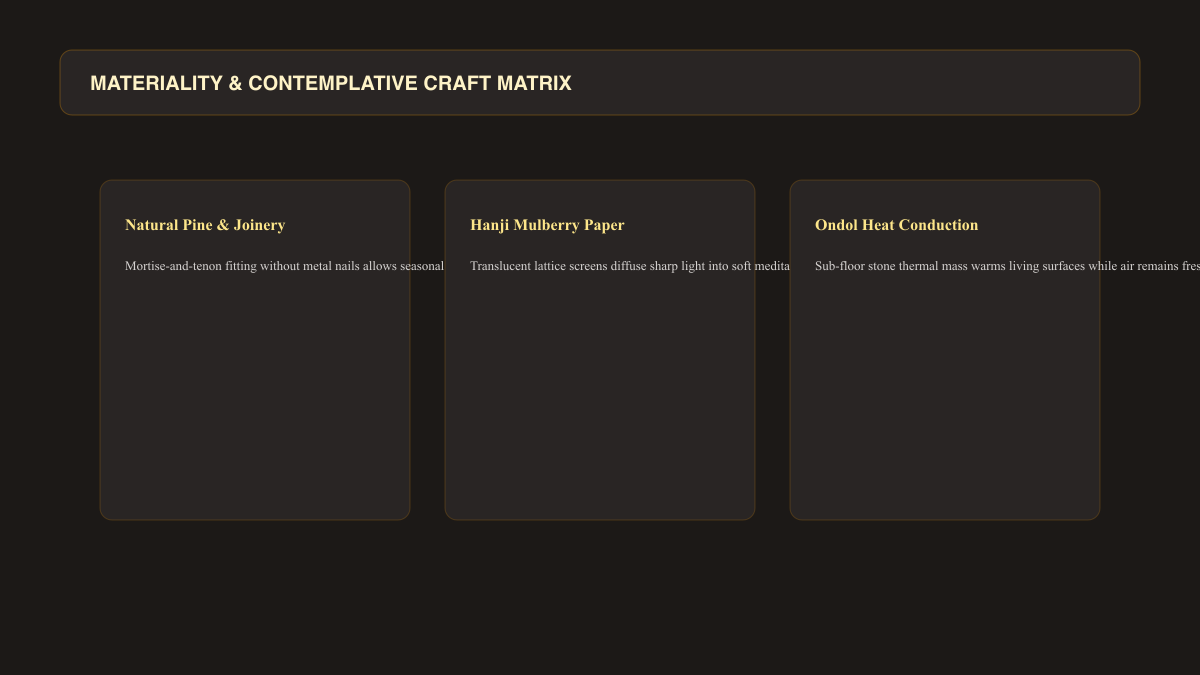 MATERIALITY & CONTEMPLATIVE CRAFT MATRIX
Natural Pine & Joinery
Mortise-and-tenon fitting without metal nails allows seasonal
Hanji Mulberry Paper
Translucent lattice screens diffuse sharp light into soft
Ondol Heat Conduction
Sub-floor stone thermal mass warms living surfaces while air remains